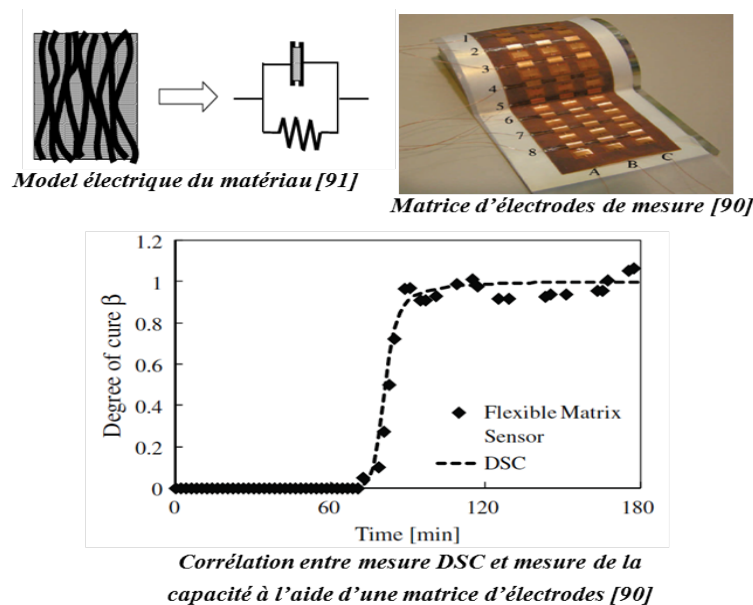 Model électrique du matériau [91]
1
2
3
4
5
6
7
8
A
B
C
Matrice d’électrodes de mesure [90]
1.2
1
0.8
0.6
0.4
0.2
0
Degree of cure β
Flexible Matrix
Sensor
DSC
0
60
120
180
Time [min]
Corrélation entre mesure DSC et mesure de la
capacité à l’aide d’une matrice d’électrodes [90]